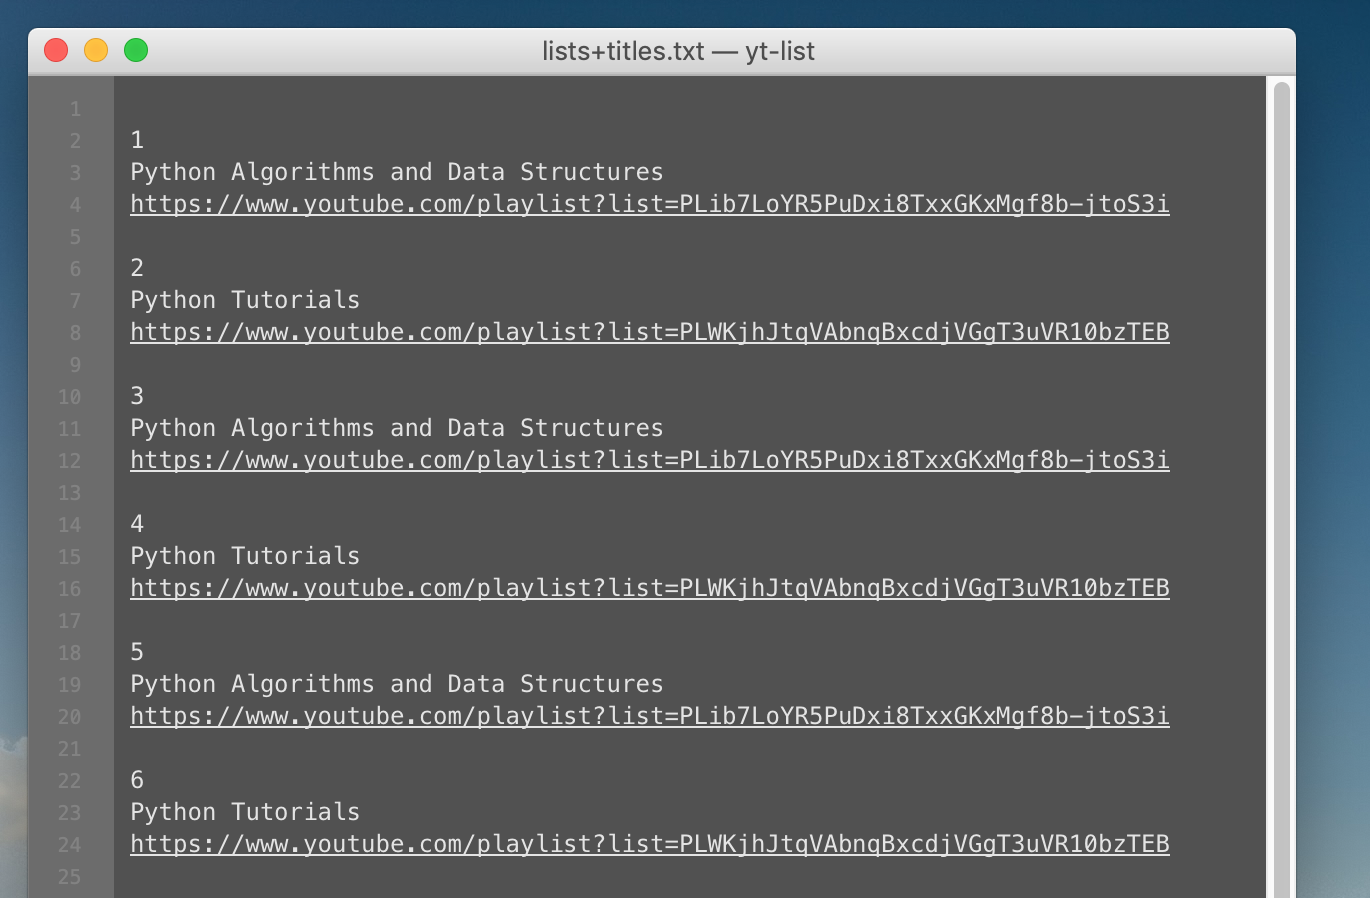 lists+titles.txt — yt-list
1
2 1
3 Python Algorithms and Data Structures
4 https://www.youtube.com/playlist?list=PLib7LoYR5PuDxi8TxxGKxMgf8b-jtoS3i
5
6 2
7 Python Tutorials
8 https://www.youtube.com/playlist?list=PLWKjhJtqVAbnqBxcdjVGgT3uVR10bzTEB
9
10 3
11 Python Algorithms and Data Structures
12 https://www.youtube.com/playlist?list=PLib7LoYR5PuDxi8TxxGKxMgf8b-jtoS3i
13
14 4
15 Python Tutorials
16 https://www.youtube.com/playlist?list=PLWKjhJtqVAbnqBxcdjVGgT3uVR10bzTEB
17
18 5
19 Python Algorithms and Data Structures
20 https://www.youtube.com/playlist?list=PLib7LoYR5PuDxi8TxxGKxMgf8b-jtoS3i
21
22 6
23 Python Tutorials
24 https://www.youtube.com/playlist?list=PLWKjhJtqVAbnqBxcdjVGgT3uVR10bzTEB
25